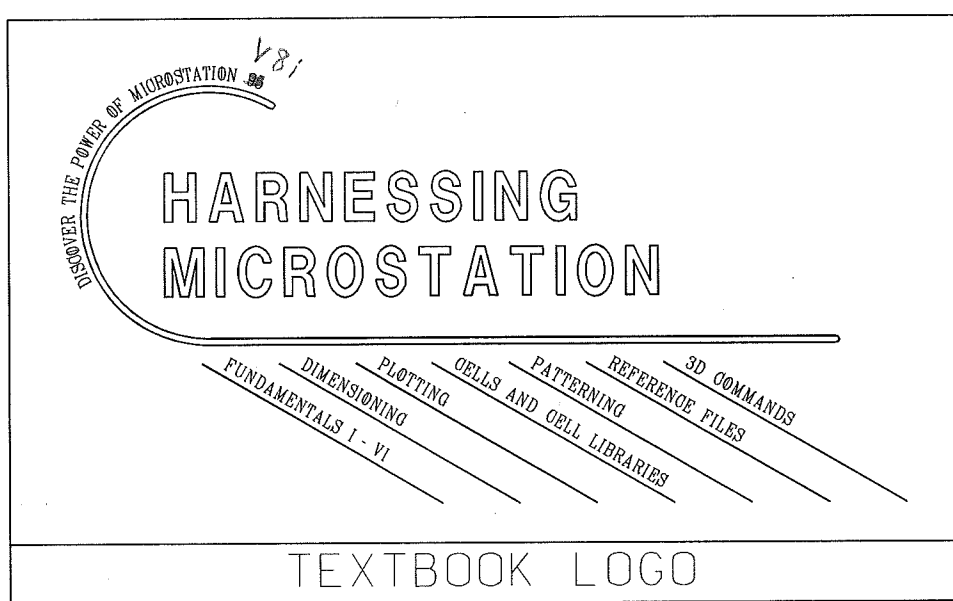 V8i
DISCOVER THE POWER OF MICROSTATION 95
HARNESSING
MICROSTATION
FUNDAMENTALS I - VI
DIMENSIONING
PLOTTING
CELLS AND CELL LIBRARIES
PATTERNING
REFERENCE FILES
3D COMMANDS
TEXTBOOK LOGO